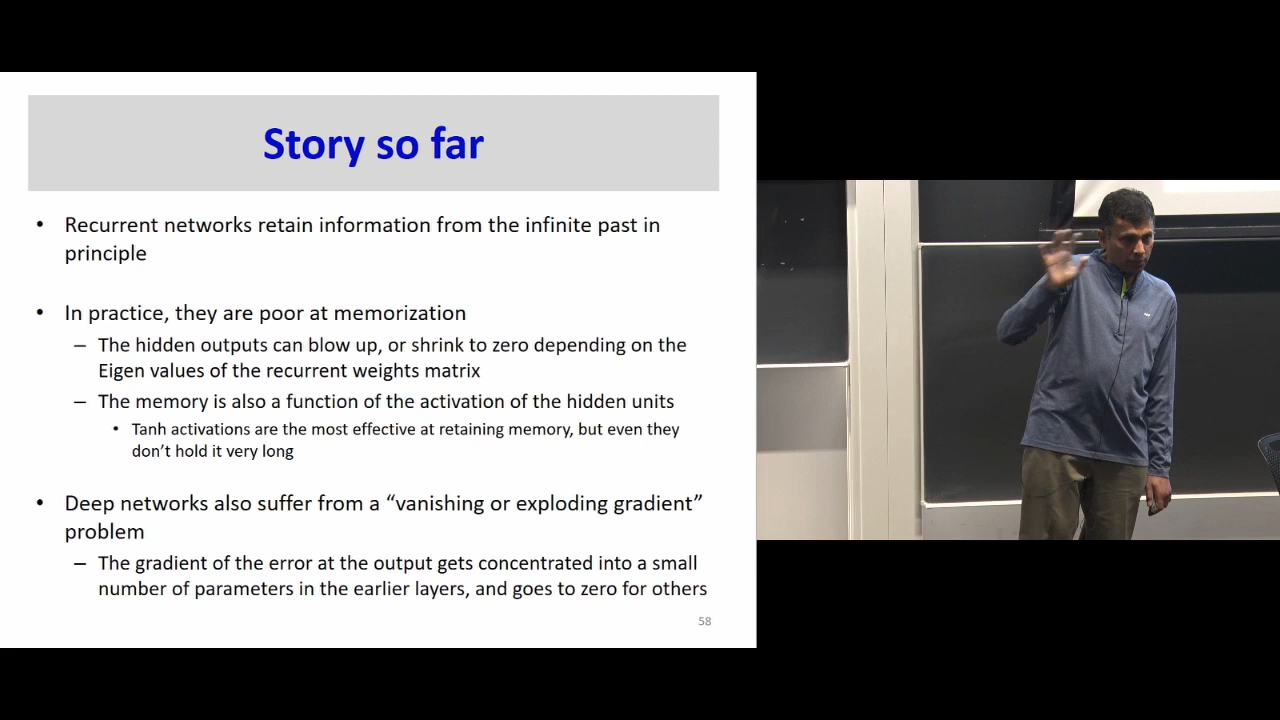 Story so far
• Recurrent networks retain information from the infinite past in
principle
• In practice, they are poor at memorization
– The hidden outputs can blow up, or shrink to zero depending on the
Eigen values of the recurrent weights matrix
– The memory is also a function of the activation of the hidden units
• Tanh activations are the most effective at retaining memory, but even they
don’t hold it very long
• Deep networks also suffer from a “vanishing or exploding gradient”
problem
– The gradient of the error at the output gets concentrated into a small
number of parameters in the earlier layers, and goes to zero for others
58